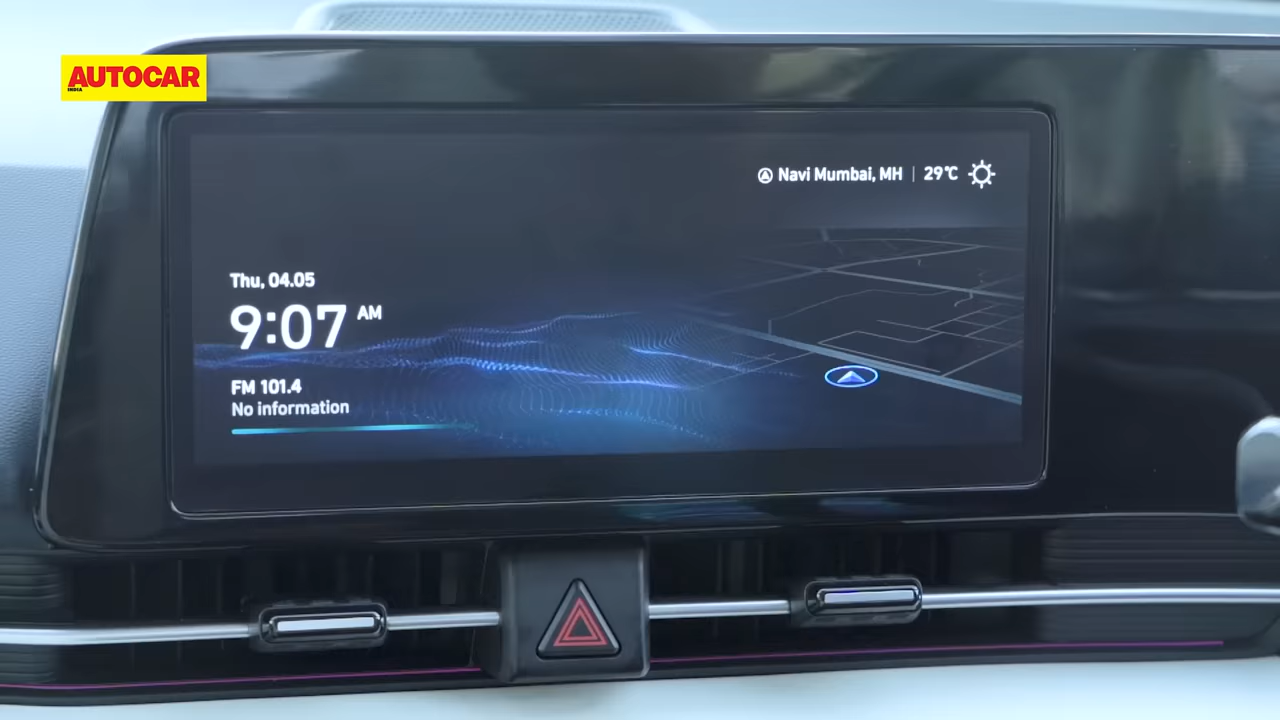 AUTOCAR
INDIA
Navi Mumbai, MH | 29°C
Thu, 04.05
9:07 AM
FM 101.4
No information